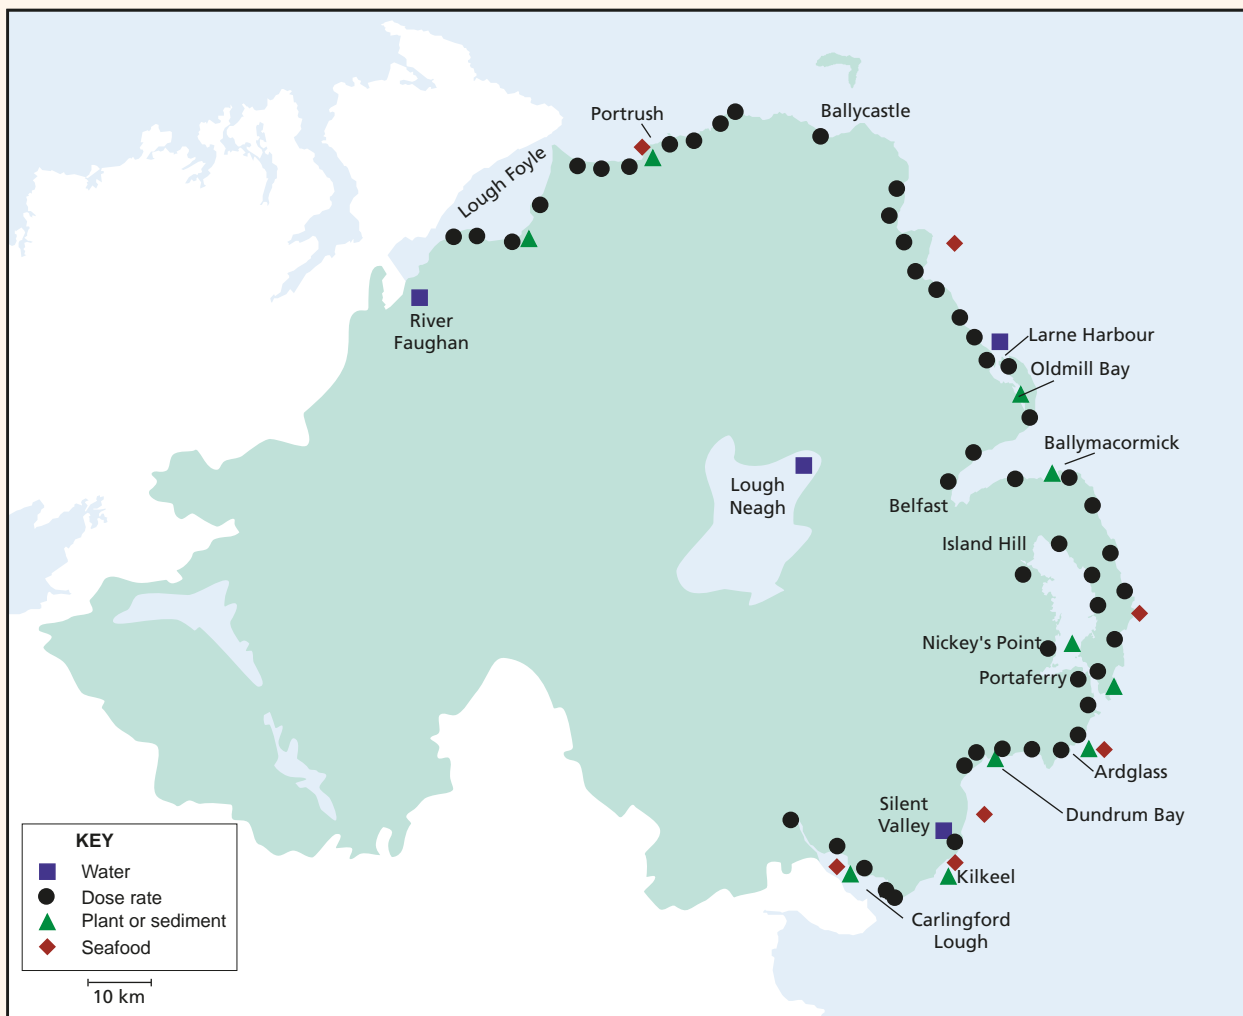 Portrush
Ballycastle
Lough Foyle
River
Faughan
Larne Harbour
Oldmill Bay
Ballymacormick
Lough
Neagh
Belfast
Island Hill
Nickey's Point
Portaferry
Ardglass
Silent
Valley
Dundrum Bay
Kilkeel
Carlingford
Lough
KEY
Water
Dose rate
Plant or sediment
Seafood
10 km